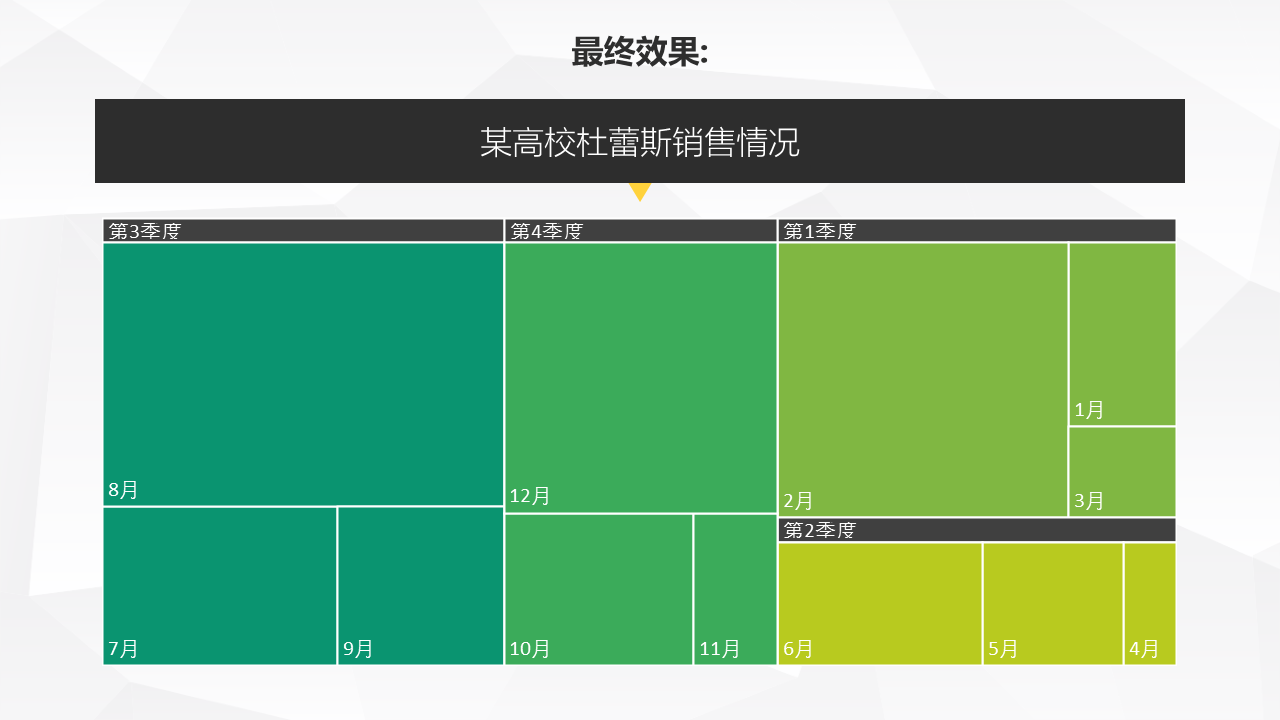 最终效果:
某高校杜蕾斯销售情况
第3季度
8月
7月
9月
第4季度
12月
10月
11月
第1季度
2月
1月
3月
第2季度
6月
5月
4月